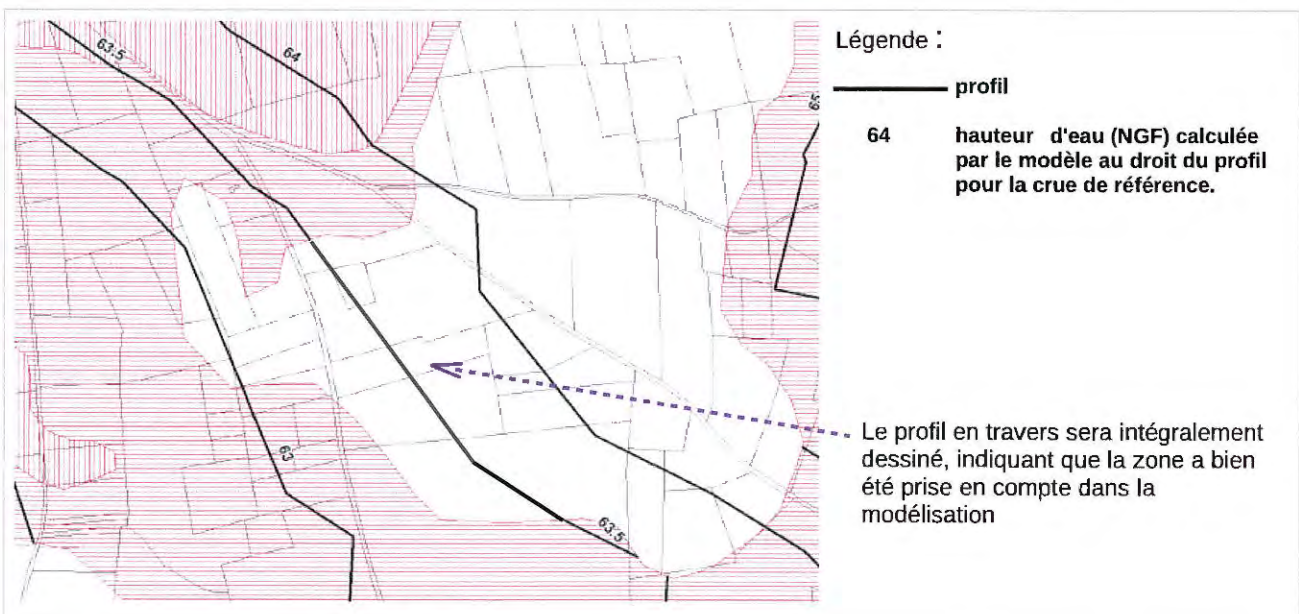 63.5
64
65
63
63.5
Légende :
profil
64
hauteur d'eau (NGF) calculée
par le modèle au droit du profil
pour la crue de référence.
Le profil en travers sera intégralement
dessiné, indiquant que la zone a bien
été prise en compte dans la
modélisation